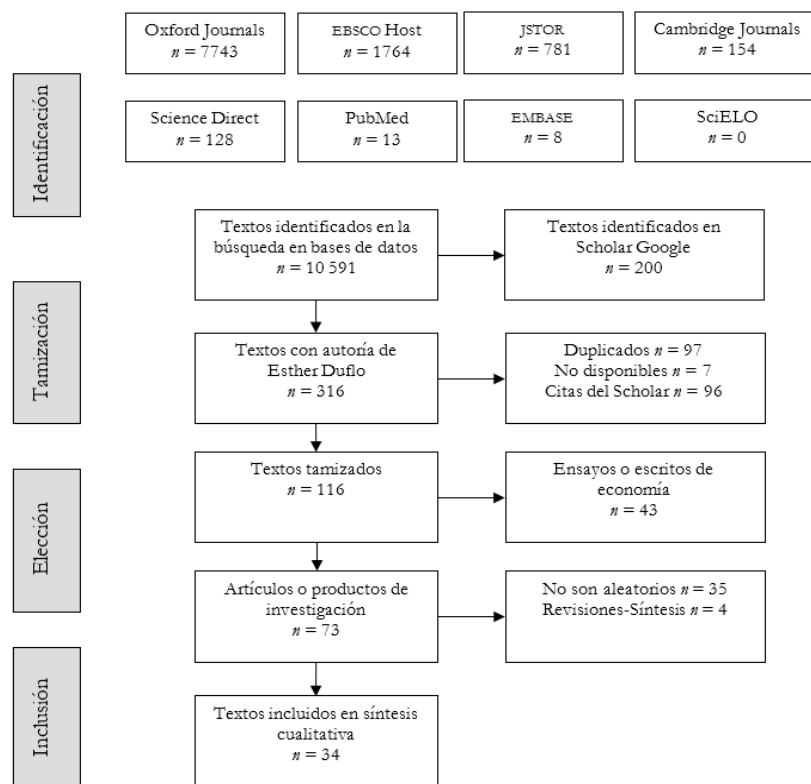 Oxford Journals
n = 7743
EBSCO Host
n = 1764
JSTOR
n = 781
Cambridge Journals
n = 154
Identificación
Science Direct
n = 128
PubMed
n = 13
EMBASE
n = 8
SciELO
n = 0
Textos identificados en la
búsqueda en bases de datos
n = 10 591
Textos identificados en
Scholar Google
n = 200
Tamización
Textos con autoría de
Esther Duflo
n = 316
Duplicados n = 97
No disponibles n = 7
Citas del Scholar n = 96
Elección
Textos tamizados
n = 116
Ensayos o escritos de
economía
n = 43
Artículos o productos de
investigación
n = 73
No son aleatorios n = 35
Revisiones-Síntesis n = 4
Inclusión
Textos incluidos en síntesis
cualitativa
n = 34